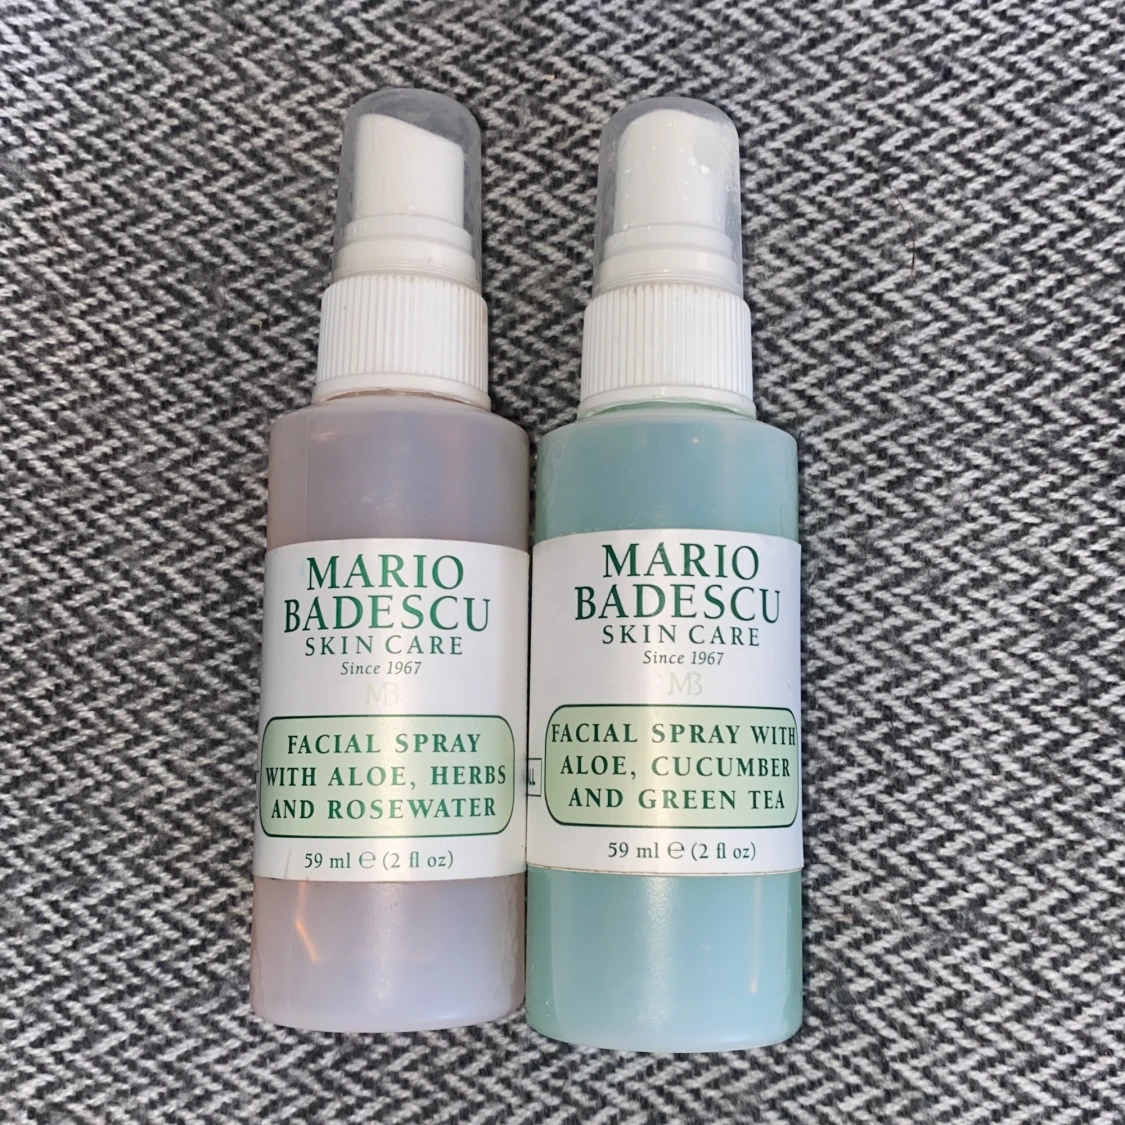 MARIO
BADESCU
SKIN CARE
Since 1967
MB
FACIAL SPRAY
WITH ALOE, HERBS
AND ROSEWATER
59 ml ℮ (2 fl oz)
MARIO
BADESCU
SKIN CARE
Since 1967
MB
FACIAL SPRAY WITH
ALOE, CUCUMBER
AND GREEN TEA
59 ml ℮ (2 fl oz)